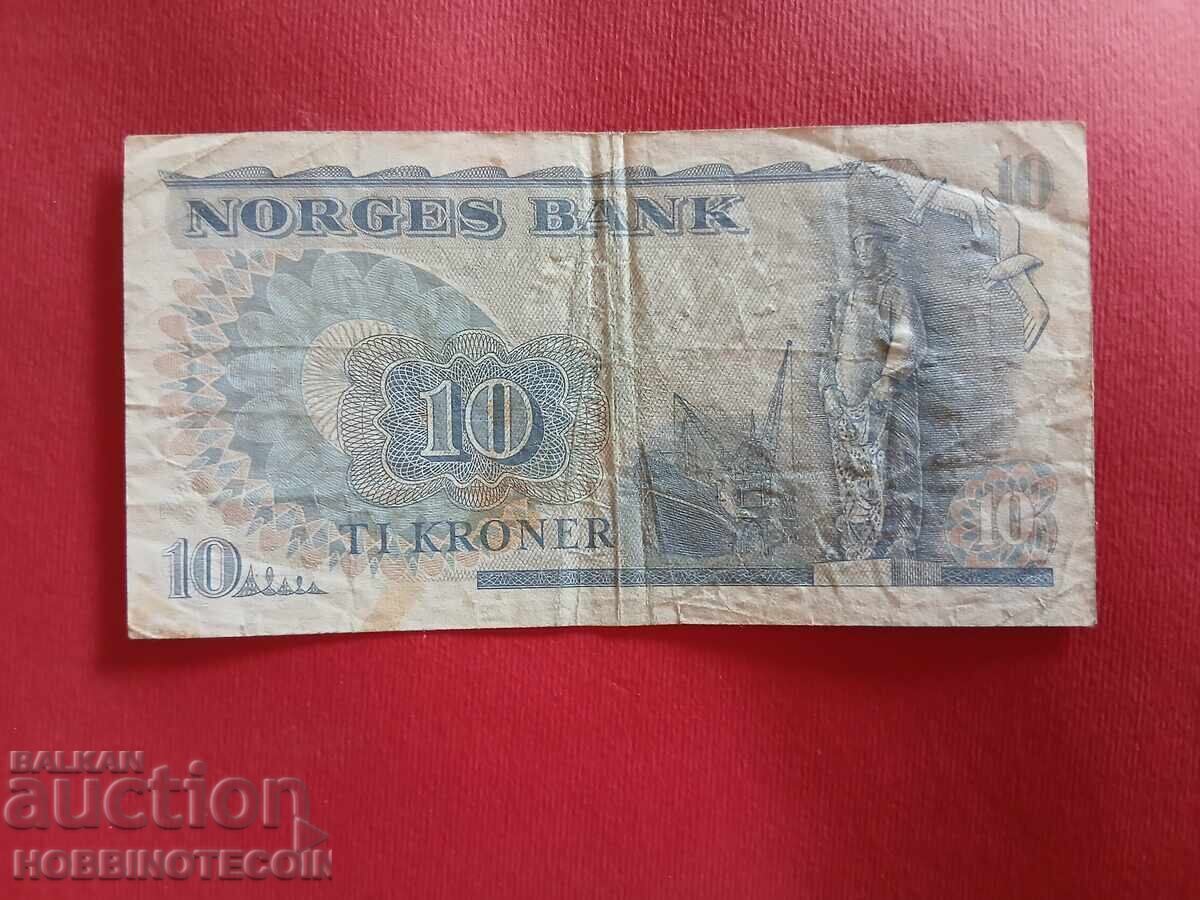 10
NORGES BANK
10
TI KRONER
10
10
BALKAN
auction
HOBBINOTECOIN